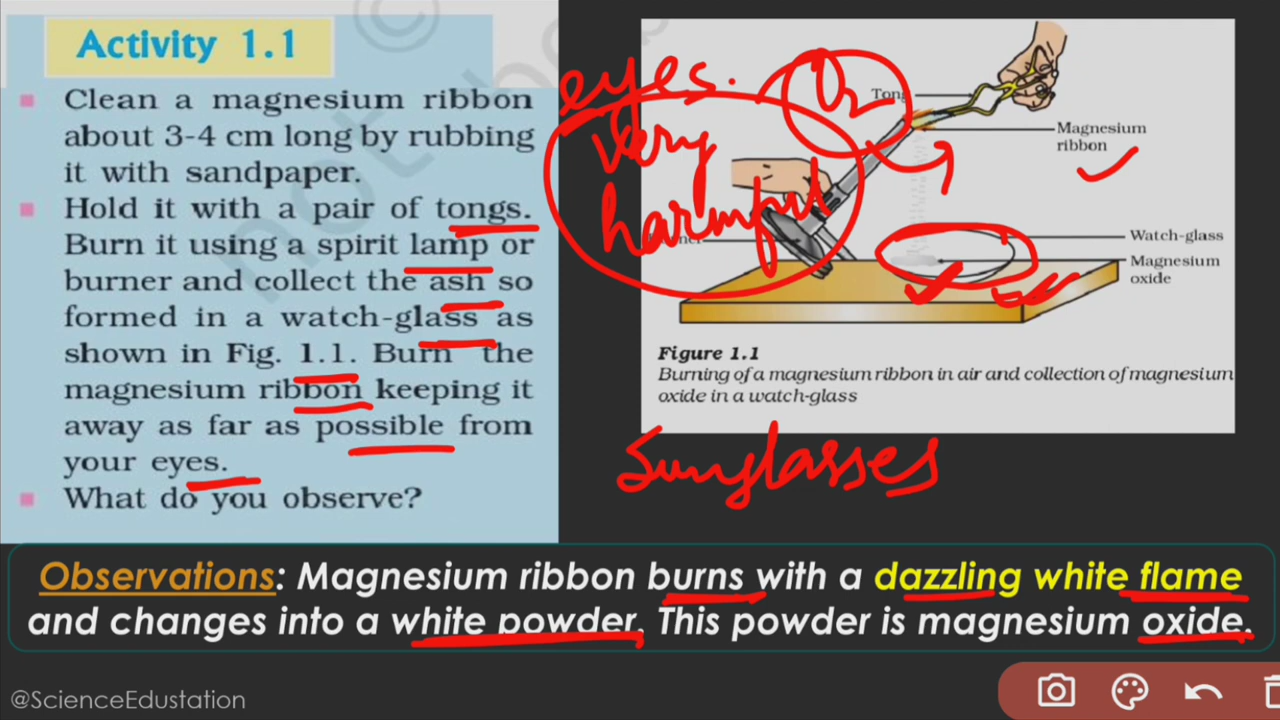 Activity 1.1
Clean a magnesium ribbon
about 3-4 cm long by rubbing
it with sandpaper.
Hold it with a pair of tongs.
Burn it using a spirit lamp or
burner and collect the ash so
formed in a watch-glass as
shown in Fig. 1.1. Burn the
magnesium ribbon keeping it
away as far as possible from
your eyes.
What do you observe?
eyes.
very
harmful
O2
Tong
Magnesium
ribbon
Watch-glass
Magnesium
oxide
Figure 1.1
Burning of a magnesium ribbon in air and collection of magnesium
oxide in a watch-glass
Sunglasses
Observations: Magnesium ribbon burns with a dazzling white flame
and changes into a white powder. This powder is magnesium oxide.
@ScienceEdustation